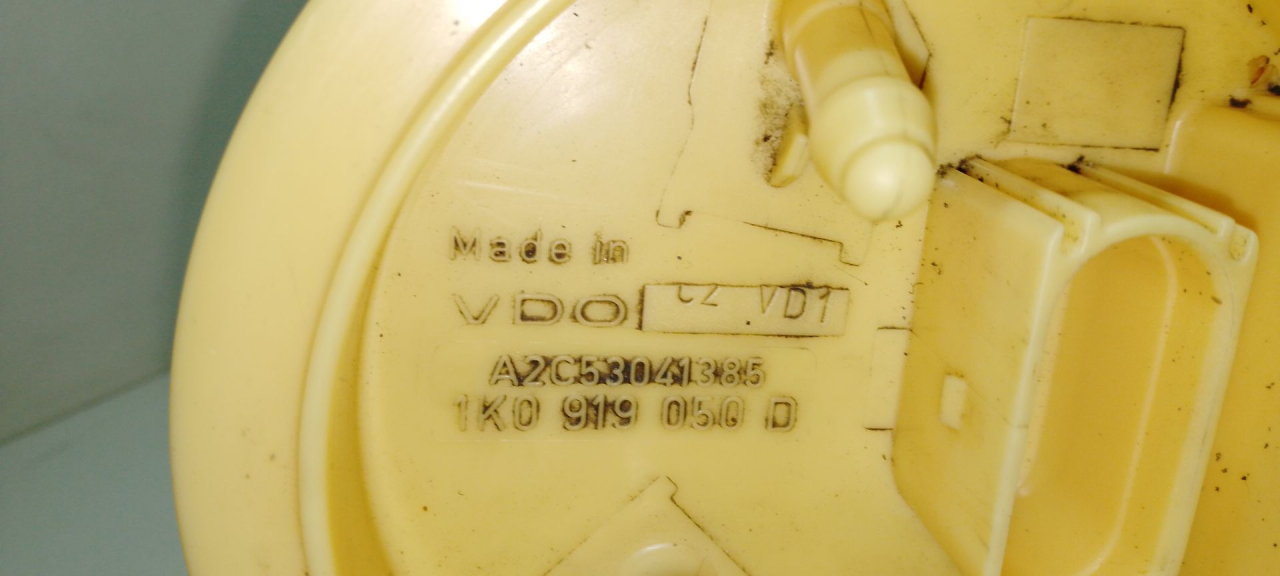 Made in
VDO CZ VD1
A2C53041385
1K0 919 050 D